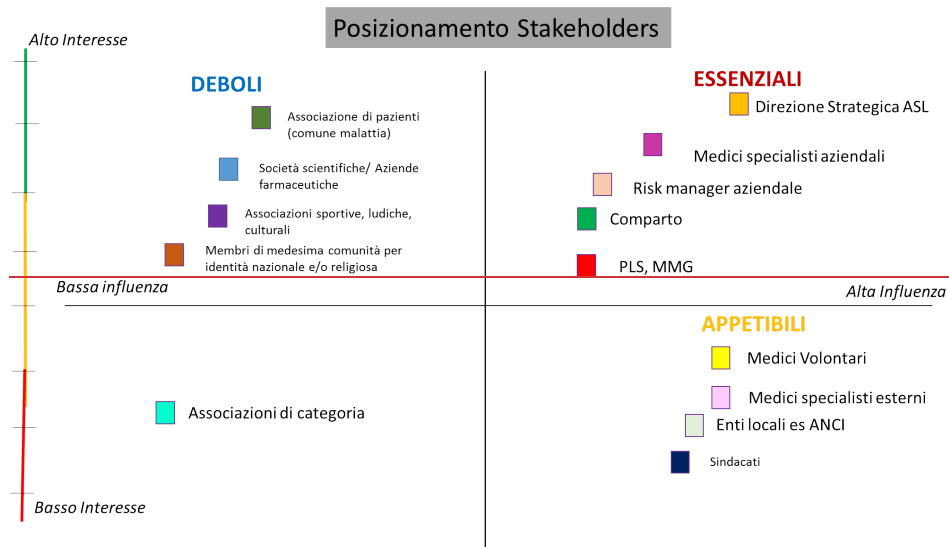 Posizionamento Stakeholders
Alto Interesse
DEBOLI
Associazione di pazienti
(comune malattia)
Società scientifiche/ Aziende
farmaceutiche
Associazioni sportive, ludiche,
culturali
Membri di medesima comunità per
identità nazionale e/o religiosa
ESSENZIALI
Direzione Strategica ASL
Medici specialisti aziendali
Risk manager aziendale
Comparto
PLS, MMG
Bassa influenza
Alta Influenza
Associazioni di categoria
APPETIBILI
Medici Volontari
Medici specialisti esterni
Enti locali es ANCI
Sindacati
Basso Interesse